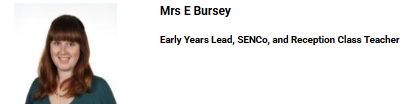 Mrs E Bursey
Early Years Lead, SENCo, and Reception Class Teacher